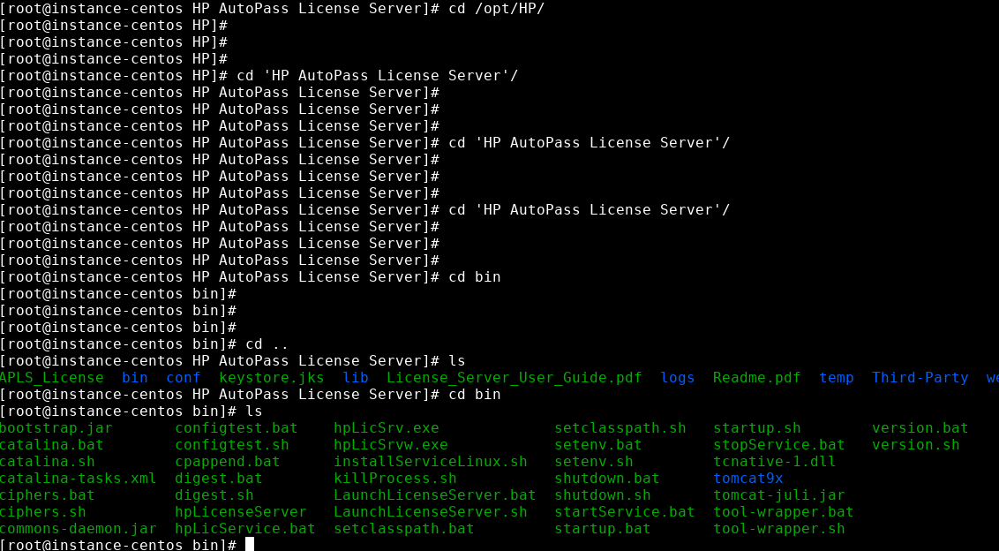 [root@instance-centos HP AutoPass License Server]# cd /opt/HP/
[root@instance-centos HP]#
[root@instance-centos HP]#
[root@instance-centos HP]#
[root@instance-centos HP]# cd 'HP AutoPass License Server'/
[root@instance-centos HP AutoPass License Server]#
[root@instance-centos HP AutoPass License Server]#
[root@instance-centos HP AutoPass License Server]#
[root@instance-centos HP AutoPass License Server]# cd 'HP AutoPass License Server'/
[root@instance-centos HP AutoPass License Server]#
[root@instance-centos HP AutoPass License Server]#
[root@instance-centos HP AutoPass License Server]#
[root@instance-centos HP AutoPass License Server]# cd 'HP AutoPass License Server'/
[root@instance-centos HP AutoPass License Server]#
[root@instance-centos HP AutoPass License Server]#
[root@instance-centos HP AutoPass License Server]#
[root@instance-centos HP AutoPass License Server]# cd bin
[root@instance-centos bin]#
[root@instance-centos bin]#
[root@instance-centos bin]#
[root@instance-centos bin]# cd ..
[root@instance-centos HP AutoPass License Server]# ls
APLS_License  bin  conf  keystore.jks  lib  License_Server_User_Guide.pdf  logs  Readme.pdf  temp  Third-Party  we
[root@instance-centos HP AutoPass License Server]# cd bin
[root@instance-centos bin]# ls
bootstrap.jar       configtest.bat    hpLicSrv.exe             setclasspath.sh   startup.sh        version.bat
catalina.bat        configtest.sh     hpLicSrvw.exe            setenv.bat        stopService.bat   version.sh
catalina.sh         cpappend.bat      installServiceLinux.sh   setenv.sh         tcnative-1.dll
catalina-tasks.xml  digest.bat        killProcess.sh           shutdown.bat      tomcat9x
ciphers.bat         digest.sh         LaunchLicenseServer.bat  shutdown.sh       tomcat-juli.jar
ciphers.sh          hpLicenseServer   LaunchLicenseServer.sh   startService.bat  tool-wrapper.bat
commons-daemon.jar  hpLicService.bat  setclasspath.bat         startup.bat       tool-wrapper.sh
[root@instance-centos bin]#